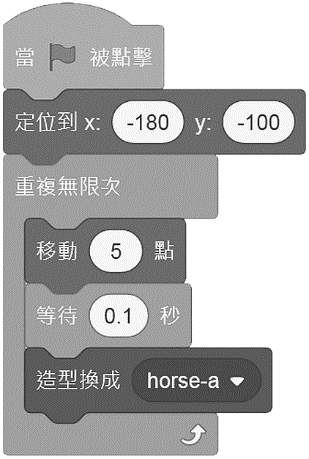 當 被點擊
定位到 x: -180 y: -100
重複無限次
移動 5 點
等待 0.1 秒
造型換成 horse-a